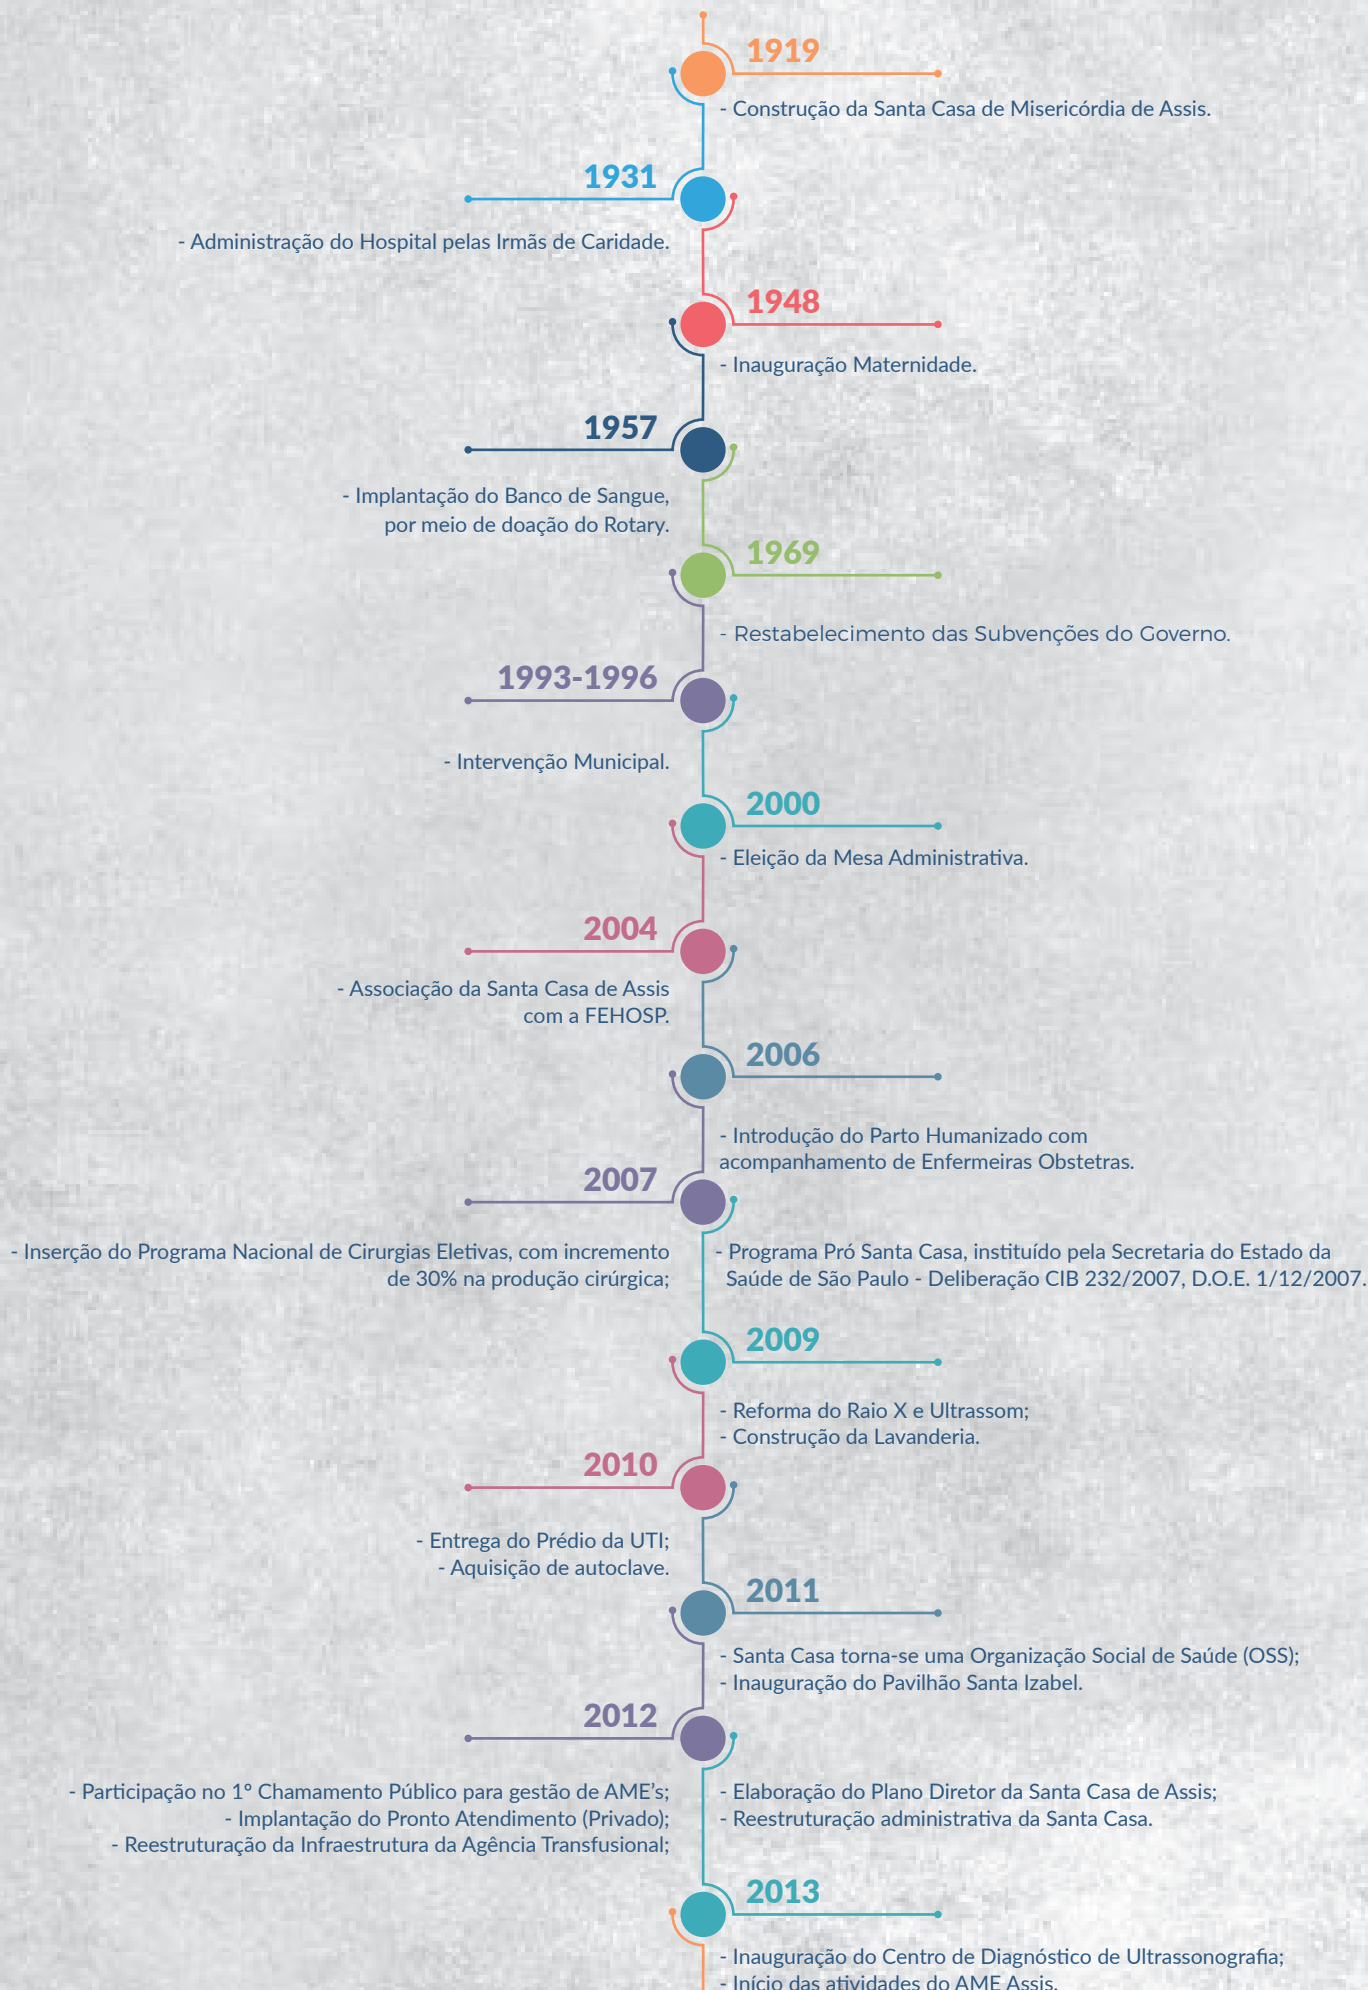 1919
- Construção da Santa Casa de Misericórdia de Assis.
1931
- Administração do Hospital pelas Irmãs de Caridade.
1948
- Inauguração Maternidade.
1957
- Implantação do Banco de Sangue,
por meio de doação do Rotary.
1969
- Restabelecimento das Subvenções do Governo.
1993-1996
- Intervenção Municipal.
2000
- Eleição da Mesa Administrativa.
2004
- Associação da Santa Casa de Assis
com a FEHOSP.
2006
- Introdução do Parto Humanizado com
acompanhamento de Enfermeiras Obstetras.
2007
- Inserção do Programa Nacional de Cirurgias Eletivas, com incremento
de 30% na produção cirúrgica;
- Programa Pró Santa Casa, instituído pela Secretaria do Estado da
Saúde de São Paulo - Deliberação CIB 232/2007, D.O.E. 1/12/2007.
2009
- Reforma do Raio X e Ultrassom;
- Construção da Lavanderia.
2010
- Entrega do Prédio da UTI;
- Aquisição de autoclave.
2011
- Santa Casa torna-se uma Organização Social de Saúde (OSS);
- Inauguração do Pavilhão Santa Izabel.
2012
- Participação no 1º Chamamento Público para gestão de AME’s;
- Implantação do Pronto Atendimento (Privado);
- Reestruturação da Infraestrutura da Agência Transfusional;
- Elaboração do Plano Diretor da Santa Casa de Assis;
- Reestruturação administrativa da Santa Casa.
2013
- Inauguração do Centro de Diagnóstico de Ultrassonografia;
- Início das atividades do AME Assis.